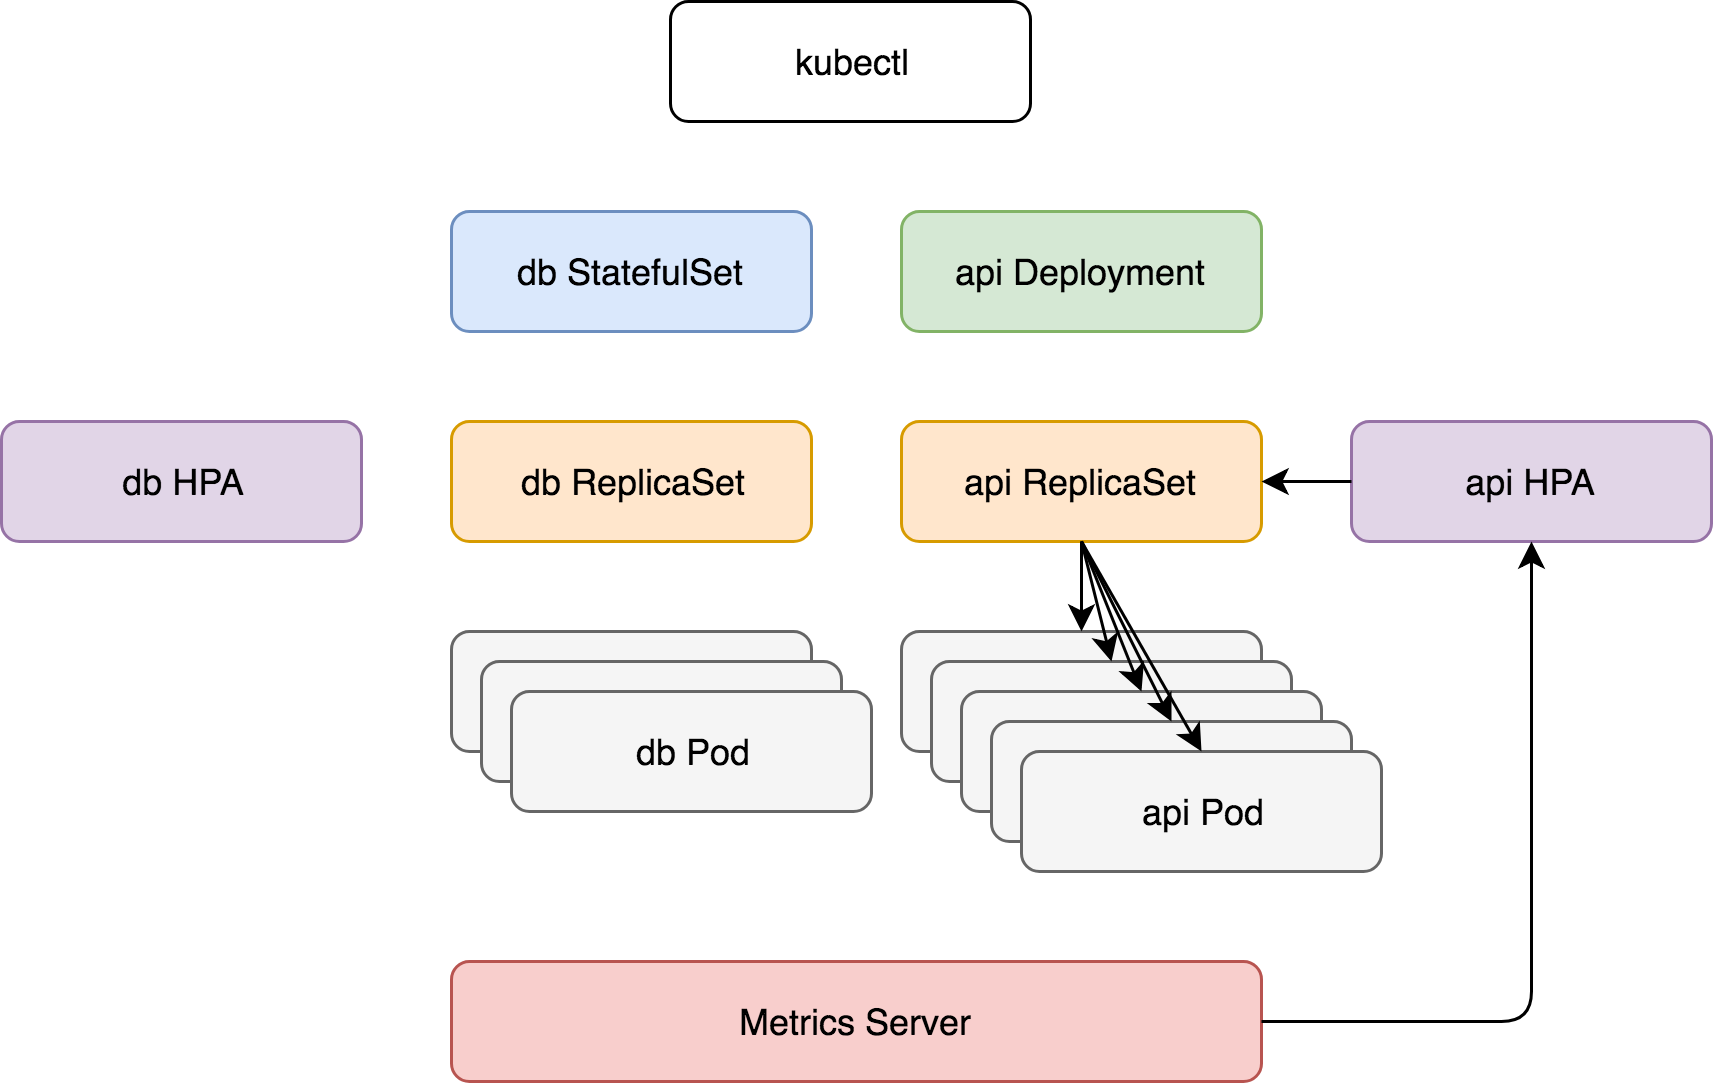 kubectl
db StatefulSet
api Deployment
db HPA
db ReplicaSet
api ReplicaSet
api HPA
db Pod
api Pod
Metrics Server